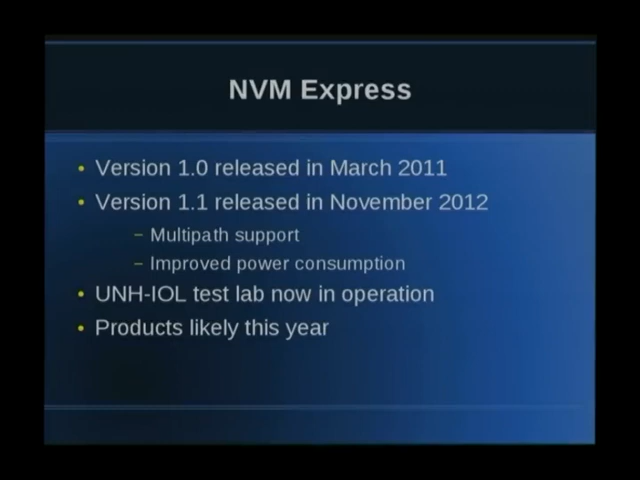 NVM Express
• Version 1.0 released in March 2011
• Version 1.1 released in November 2012
– Multipath support
– Improved power consumption
• UNH-IOL test lab now in operation
• Products likely this year